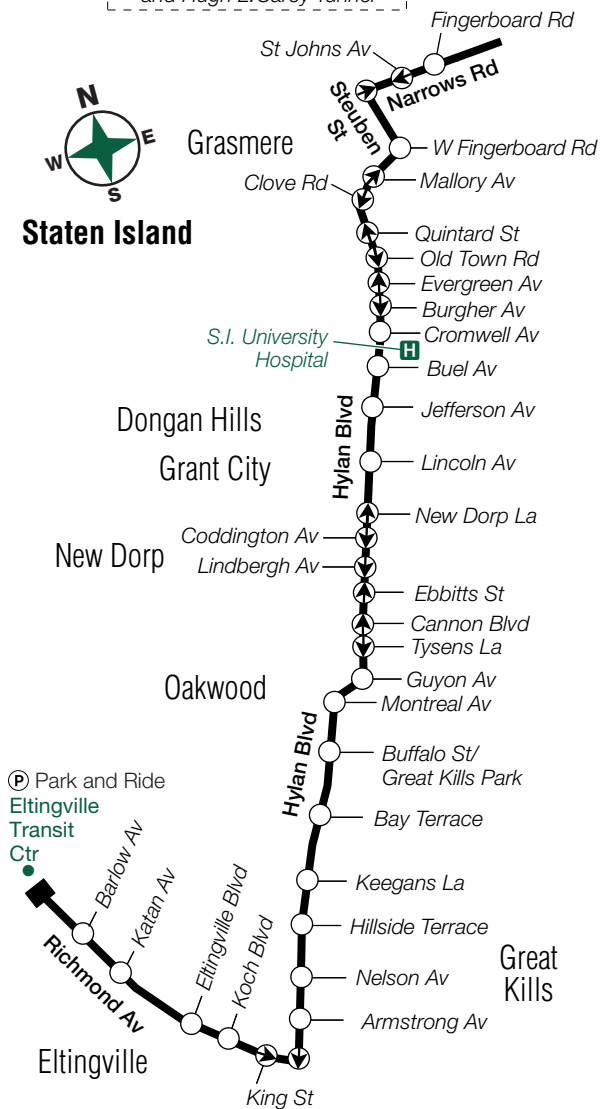 and Hugh L.Carey Tunnel
Fingerboard Rd
St Johns Av
Narrows Rd
Steuben
St
N
E
W
S
Staten Island
Grasmere
W Fingerboard Rd
Mallory Av
Clove Rd
Quintard St
Old Town Rd
Evergreen Av
Burgher Av
Cromwell Av
S.I. University
Hospital
H
Buel Av
Dongan Hills
Jefferson Av
Hylan Blvd
Grant City
Lincoln Av
New Dorp La
Coddington Av
New Dorp
Lindbergh Av
Ebbitts St
Cannon Blvd
Tysens La
Oakwood
Guyon Av
Montreal Av
Hylan Blvd
Buffalo St/
Great Kills Park
P Park and Ride
Eltingville
Transit
Ctr
Bay Terrace
Barlow Av
Katan Av
Eltingville Blvd
Koch Blvd
Richmond Av
Keegans La
Hillside Terrace
Great
Kills
Nelson Av
Armstrong Av
Eltingville
King St